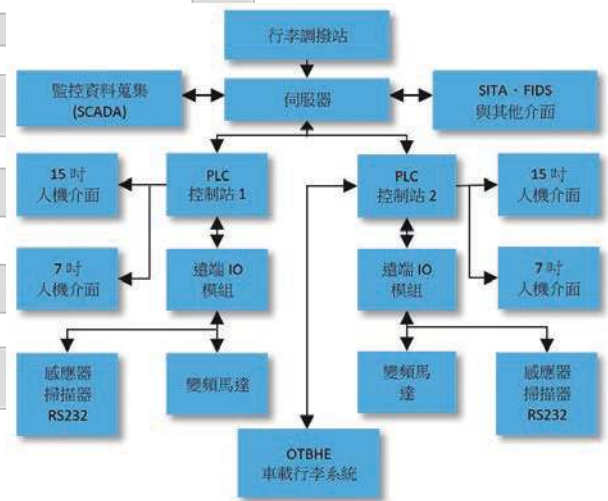 行李調撥站
監控資料蒐集
(SCADA)
伺服器
SITA、FIDS
與其他介面
15 吋
人機介面
PLC
控制站 1
PLC
控制站 2
15 吋
人機介面
7 吋
人機介面
遠端 IO
模組
遠端 IO
模組
7 吋
人機介面
感應器
掃描器
RS232
變頻馬達
變頻馬
達
感應器
掃描器
RS232
OTBHE
車載行李系統